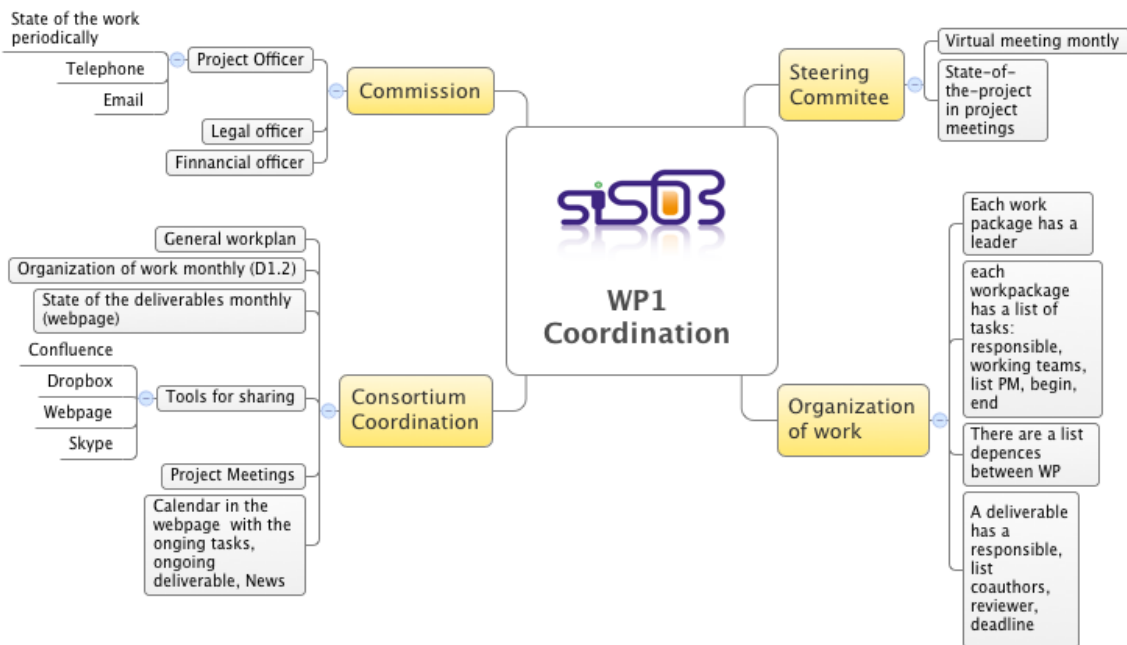 State of the work
periodically
Telephone
Email
Project Officer
Legal officer
Finnancial officer
Commission
General workplan
Organization of work monthly (D1.2)
State of the deliverables monthly
(webpage)
Confluence
Dropbox
Webpage
Skype
Tools for sharing
Project Meetings
Calendar in the
webpage with the
onging tasks,
ongoing
deliverable, News
Consortium
Coordination
siSOB
WP1
Coordination
Steering
Commitee
Virtual meeting montly
State-of-
the-project
in project
meetings
Organization
of work
Each work
package has a
leader
each
workpackage
has a list of
tasks:
responsible,
working teams,
list PM, begin,
end
There are a list
depences
between WP
A deliverable
has a
responsible,
list
coauthors,
reviewer,
deadline